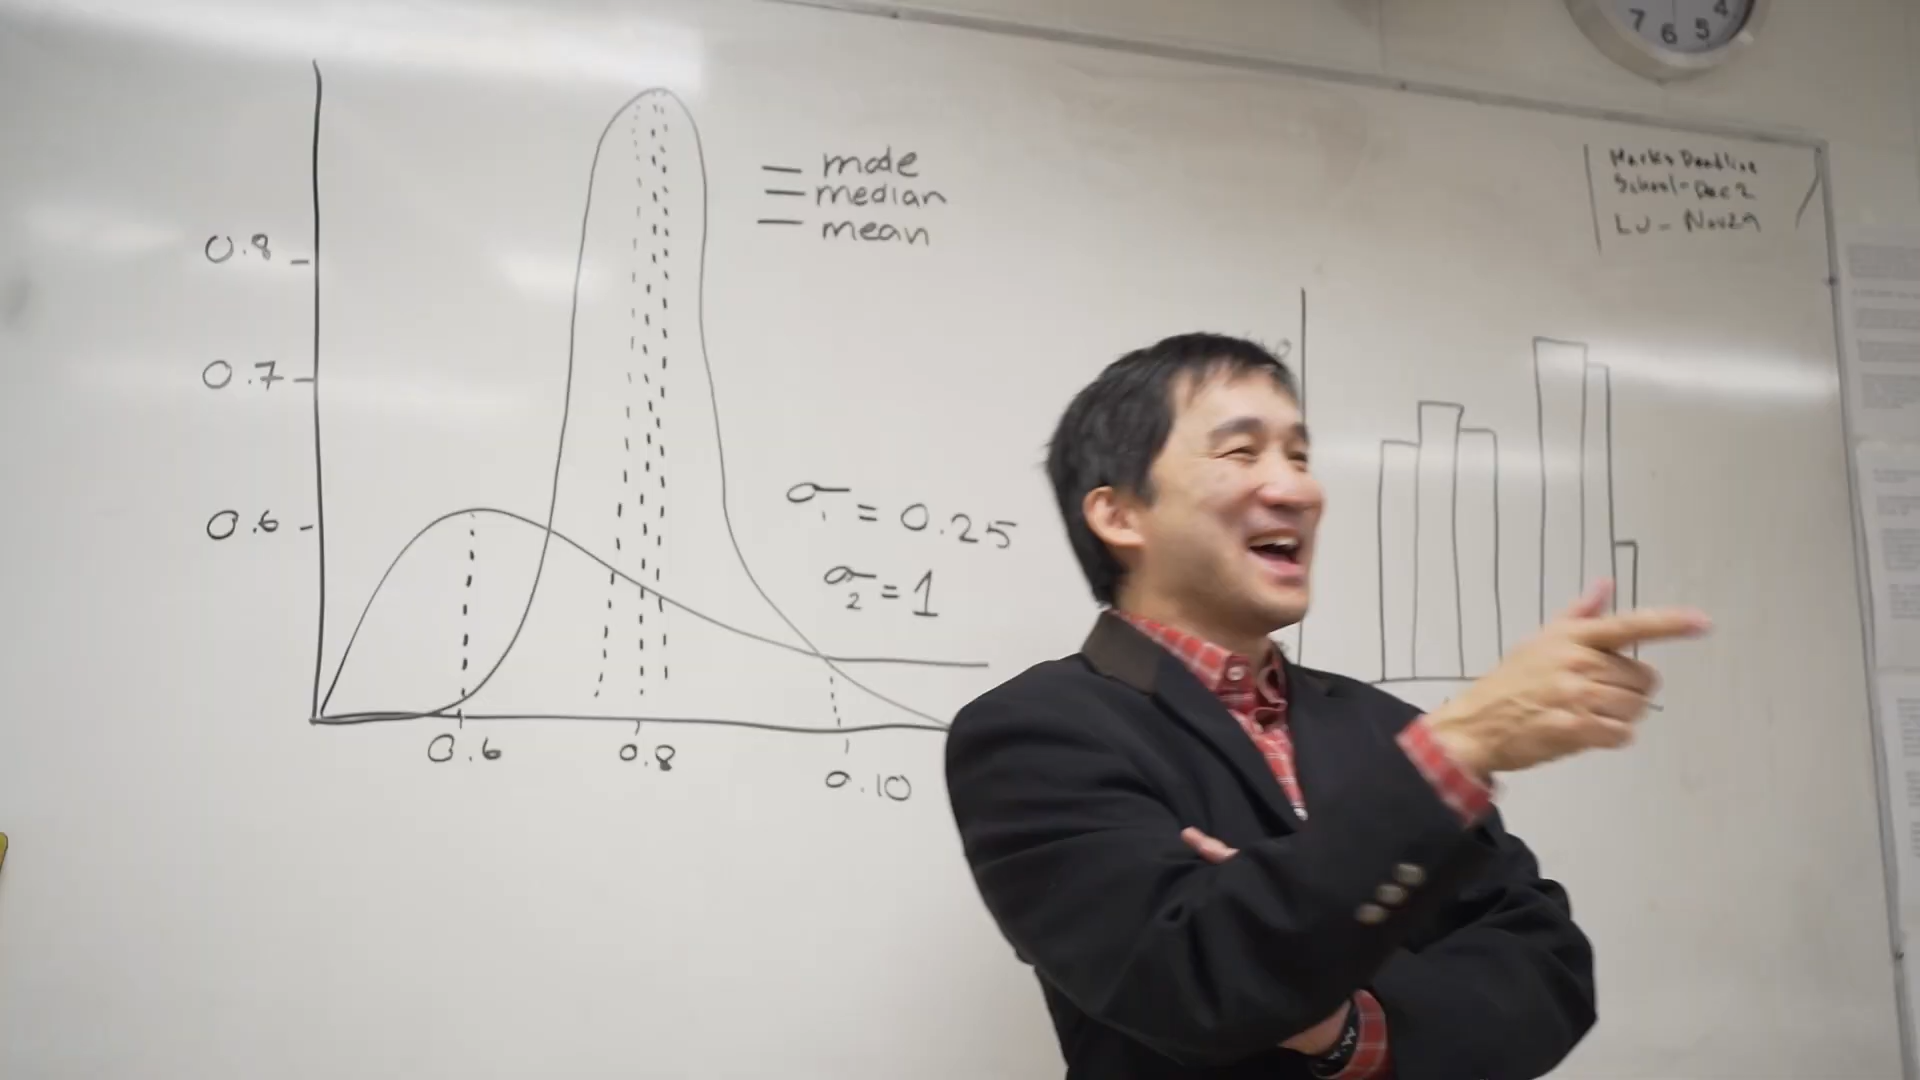 7 6 5 4
mode
median
mean
Marks Deadline
School - Dec 2
LU - Nov 29
0.8
0.7
0.6
σ₁ = 0.25
σ₂ = 1
0.6
0.8
0.10